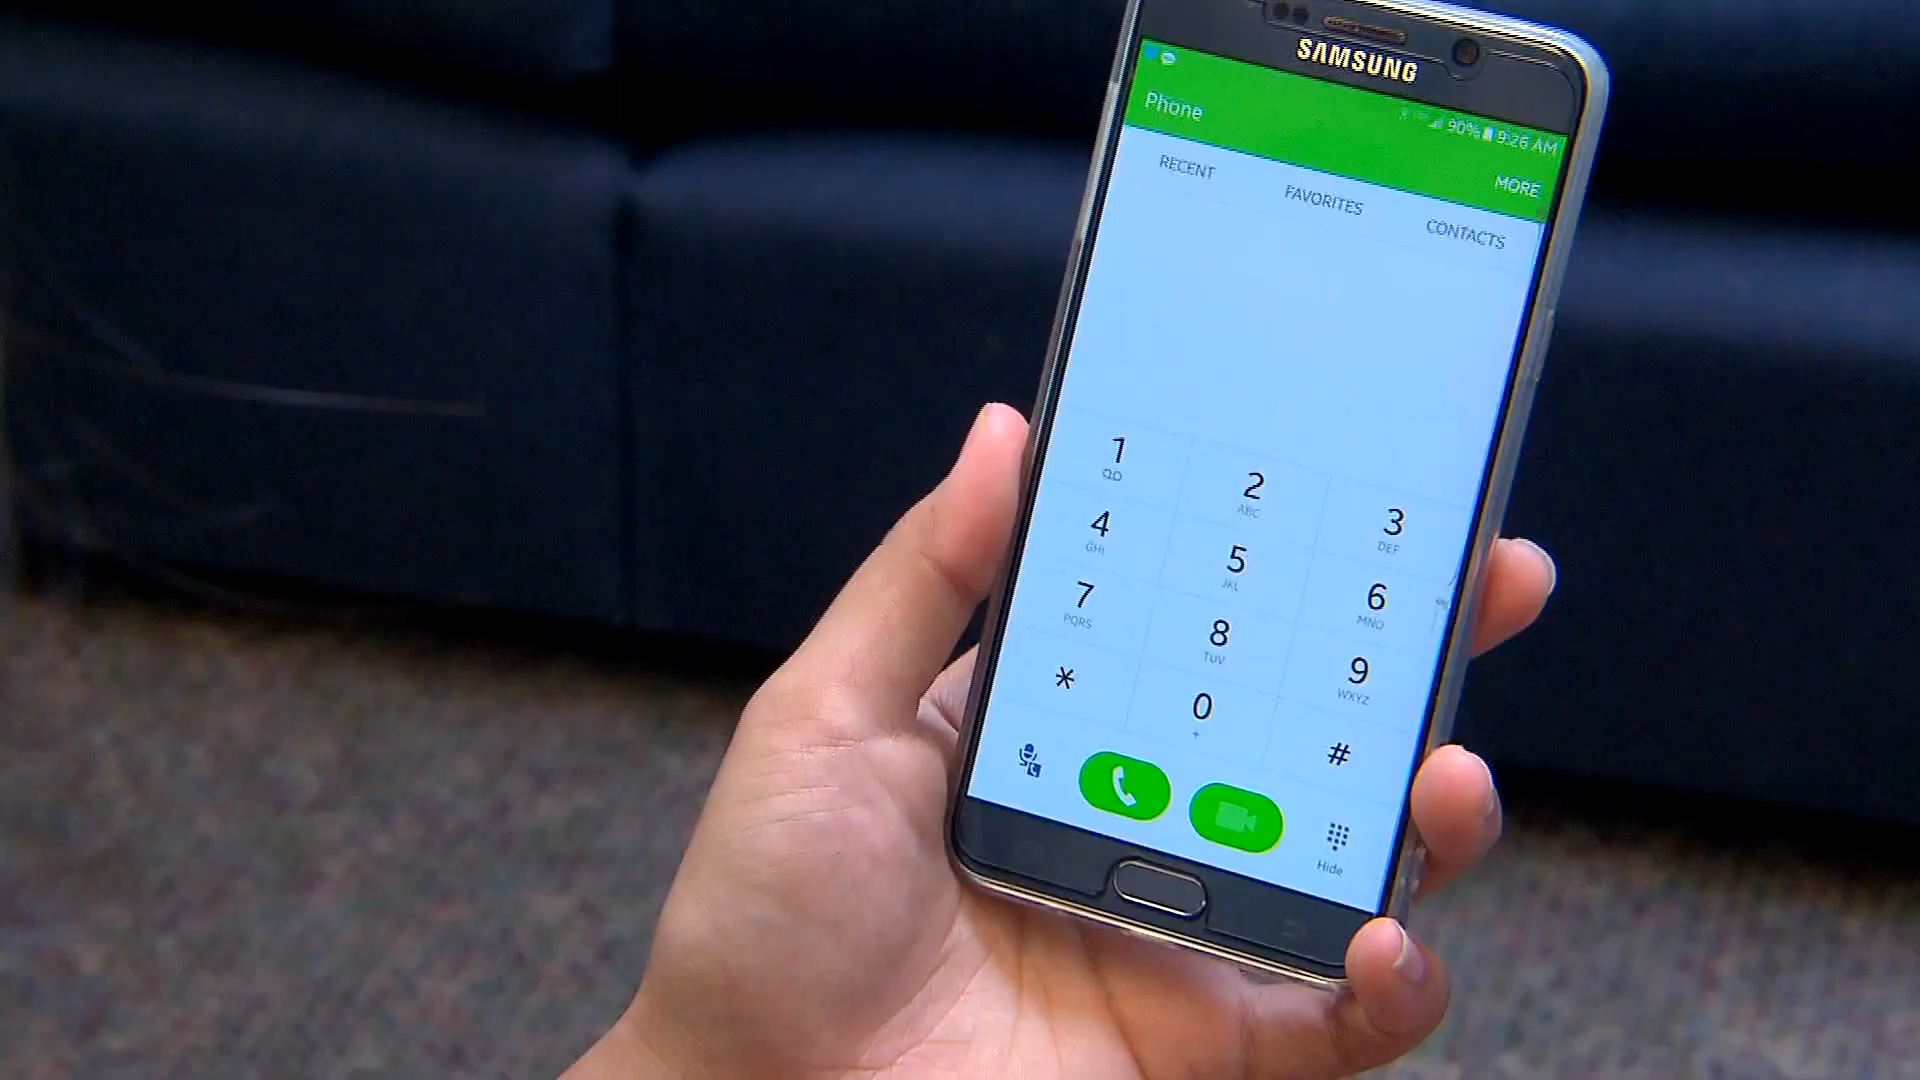 SAMSUNG
90% 9:26 AM
Phone
MORE
RECENT FAVORITES CONTACTS
1 2 3
ABC DEF
4 5 6
GHI JKL MNO
7 8 9
PQRS TUV WXYZ
* 0 #
+
Hide